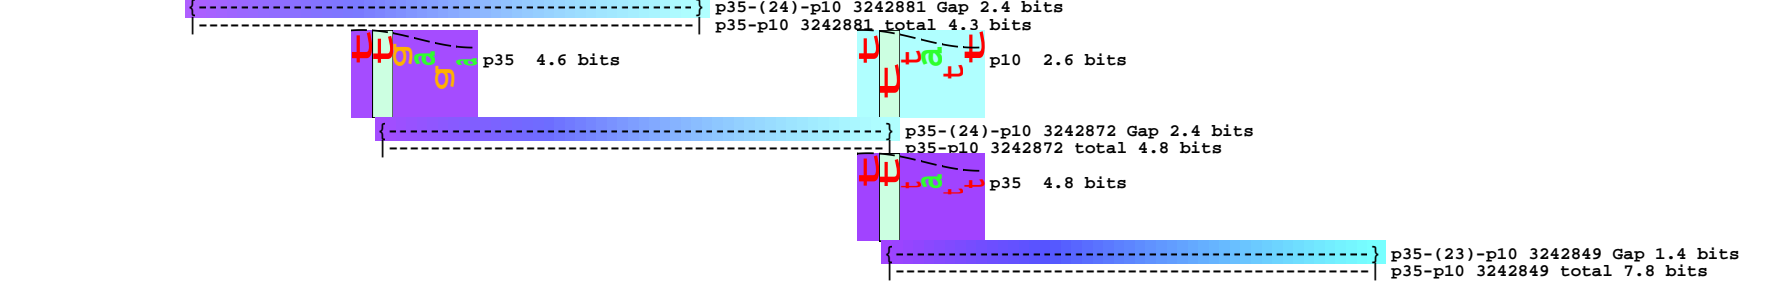 {------------------------------------------------} p35-(24)-p10 3242881 Gap 2.4 bits
|------------------------------------------------| p35-p10 3242881 total 4.3 bits
ttgaga p35 4.6 bits
tttatt p10 2.6 bits
{------------------------------------------------} p35-(24)-p10 3242872 Gap 2.4 bits
|------------------------------------------------| p35-p10 3242872 total 4.8 bits
tttatt p35 4.8 bits
{----------------------------------------------} p35-(23)-p10 3242849 Gap 1.4 bits
|----------------------------------------------| p35-p10 3242849 total 7.8 bits